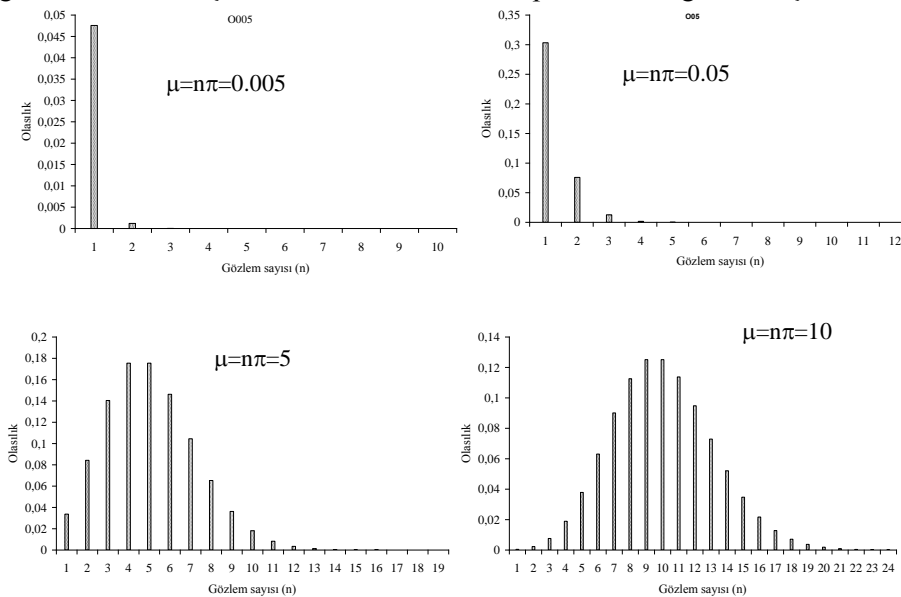 O005
0,05
0,045
0,04
0,035
0,03
0,025
0,02
0,015
0,01
0,005
0
Olasılık
μ=nπ=0.005
1 2 3 4 5 6 7 8 9 10
Gözlem sayısı (n)
O05
0,35
0,3
0,25
0,2
0,15
0,1
0,05
0
Olasılık
μ=nπ=0.05
1 2 3 4 5 6 7 8 9 10 11 12
Gözlem sayısı (n)
0,2
0,18
0,16
0,14
0,12
0,1
0,08
0,06
0,04
0,02
0
Olasılık
μ=nπ=5
1 2 3 4 5 6 7 8 9 10 11 12 13 14 15 16 17 18 19
Gözlem sayısı (n)
μ=nπ=10
0,14
0,12
0,1
0,08
0,06
0,04
0,02
0
Olasılık
1 2 3 4 5 6 7 8 9 10 11 12 13 14 15 16 17 18 19 20 21 22 23 24
Gözlem sayısı (n)